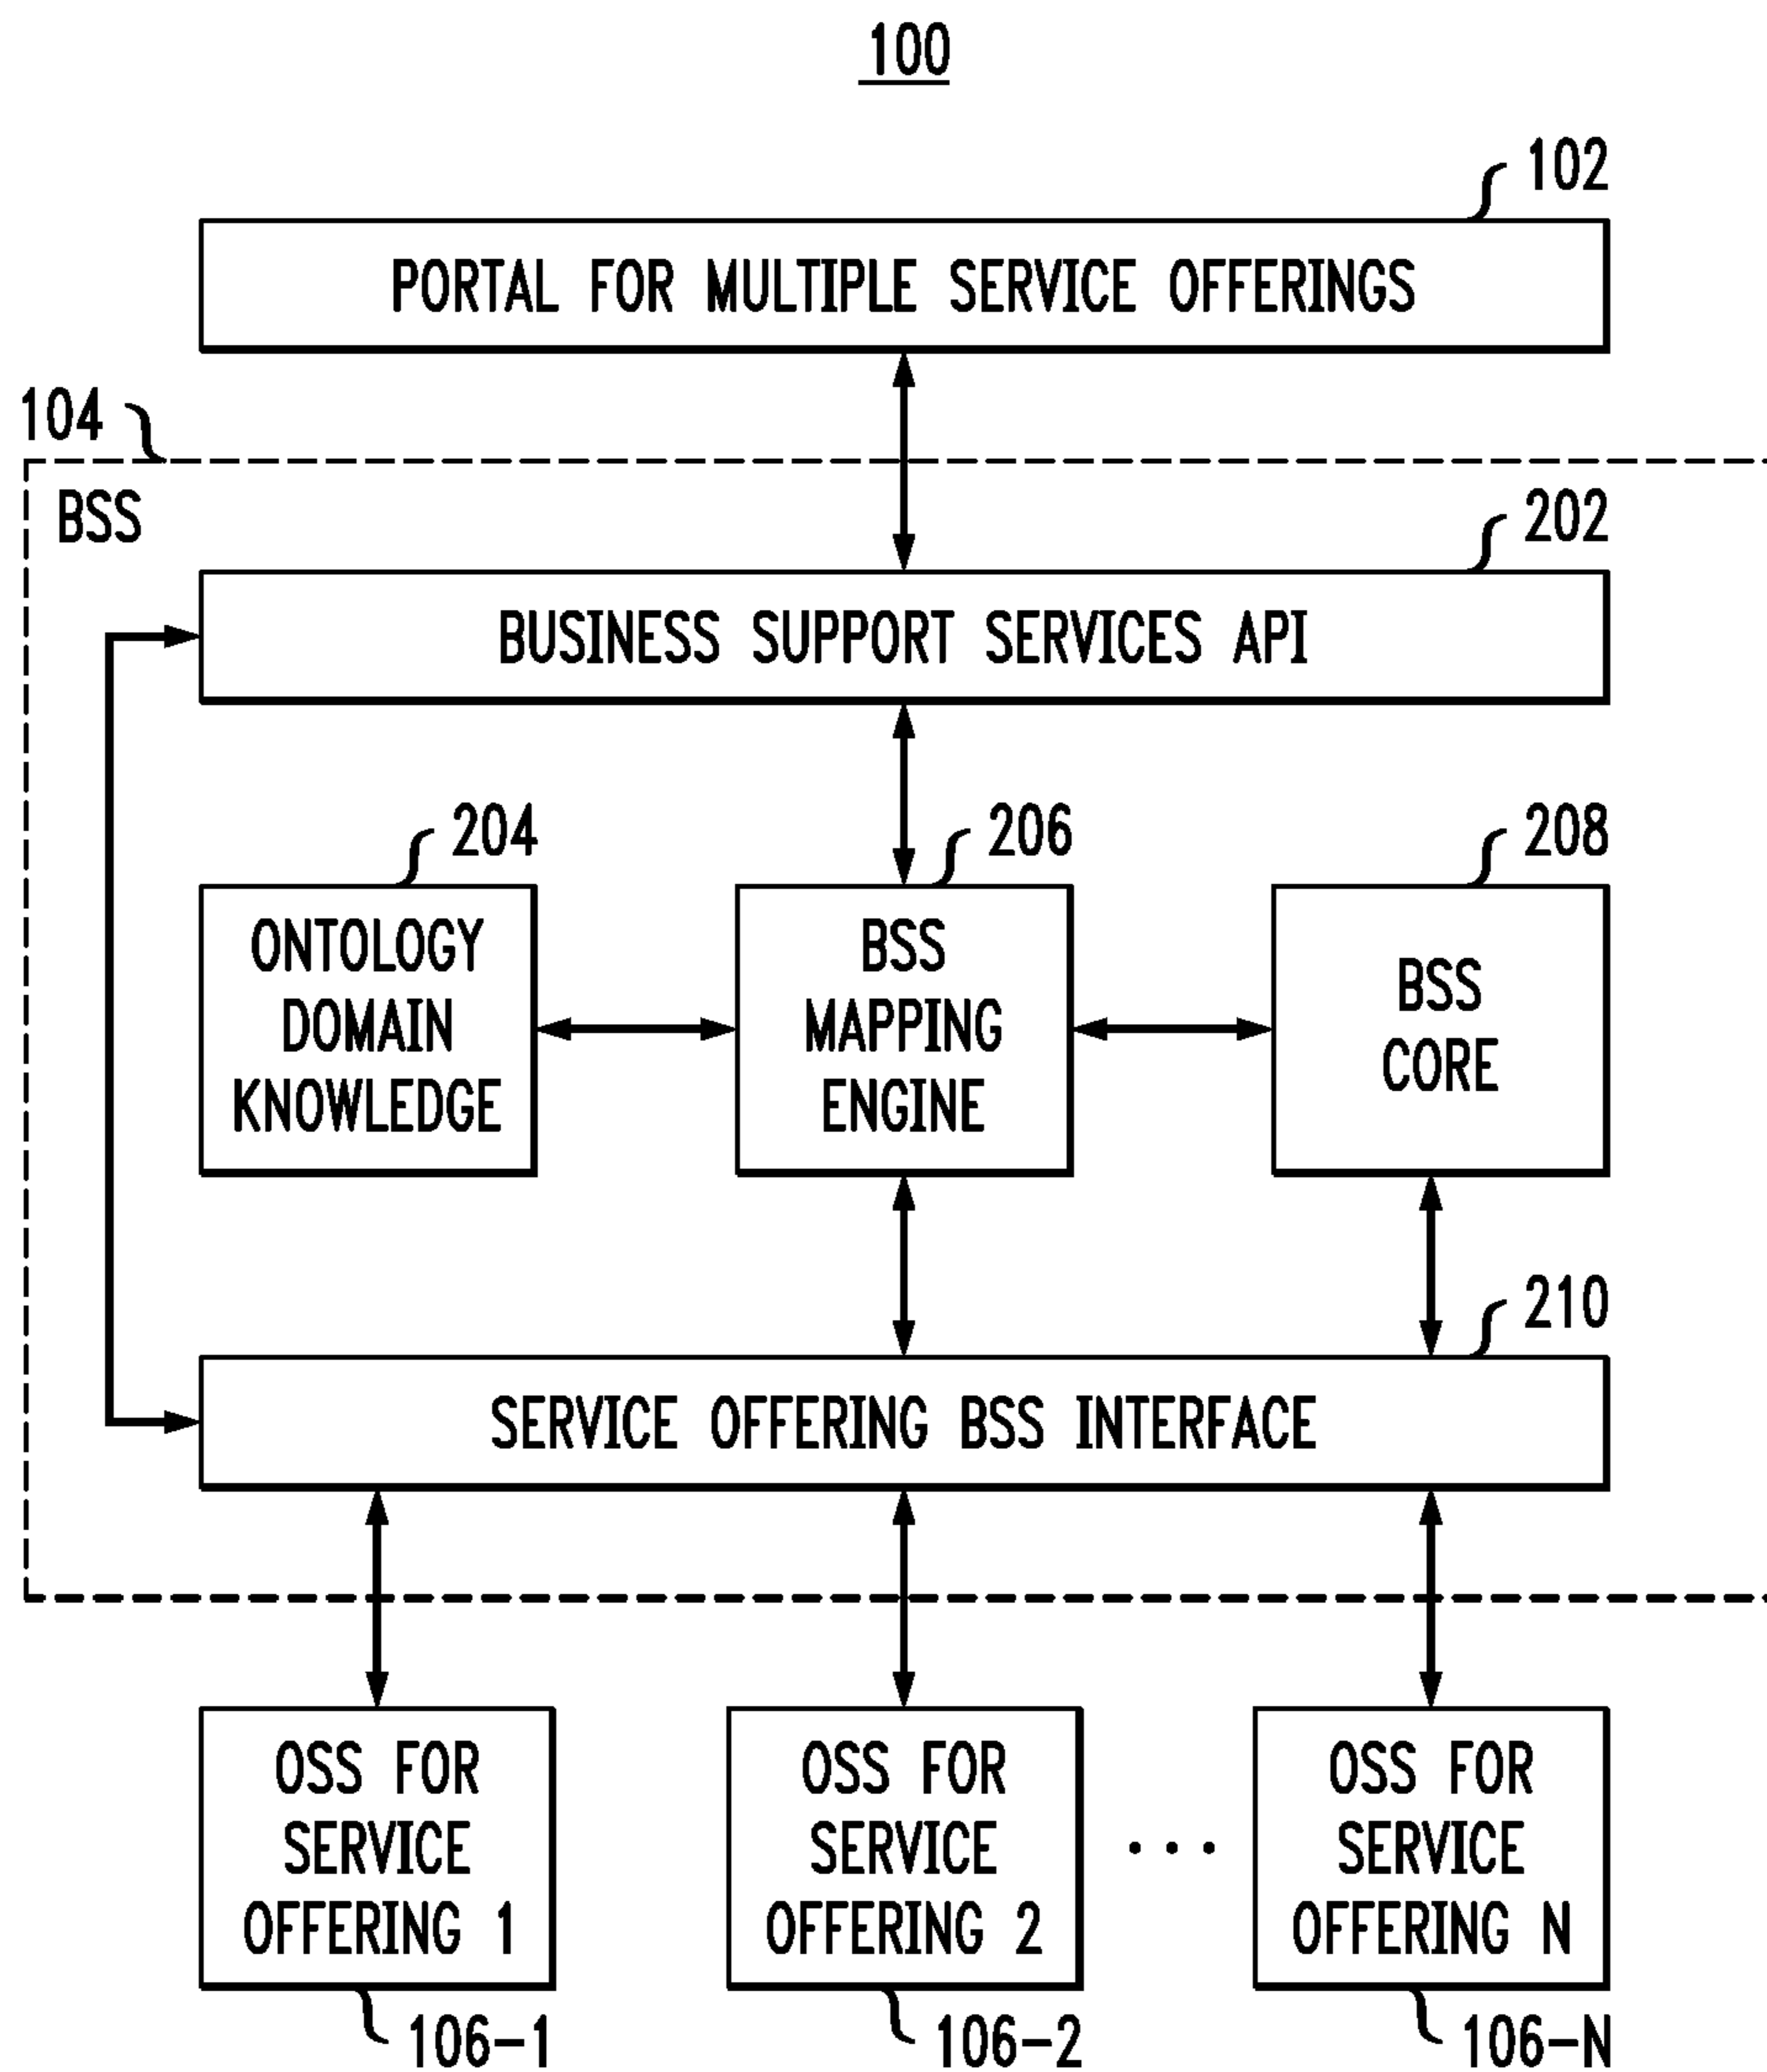 100
102
PORTAL FOR MULTIPLE SERVICE OFFERINGS
104
BSS
202
BUSINESS SUPPORT SERVICES API
204
206
208
ONTOLOGY
DOMAIN
KNOWLEDGE
BSS
MAPPING
ENGINE
BSS
CORE
210
SERVICE OFFERING BSS INTERFACE
OSS FOR
SERVICE
OFFERING 1
OSS FOR
SERVICE
OFFERING 2
...
OSS FOR
SERVICE
OFFERING N
106-1
106-2
106-N